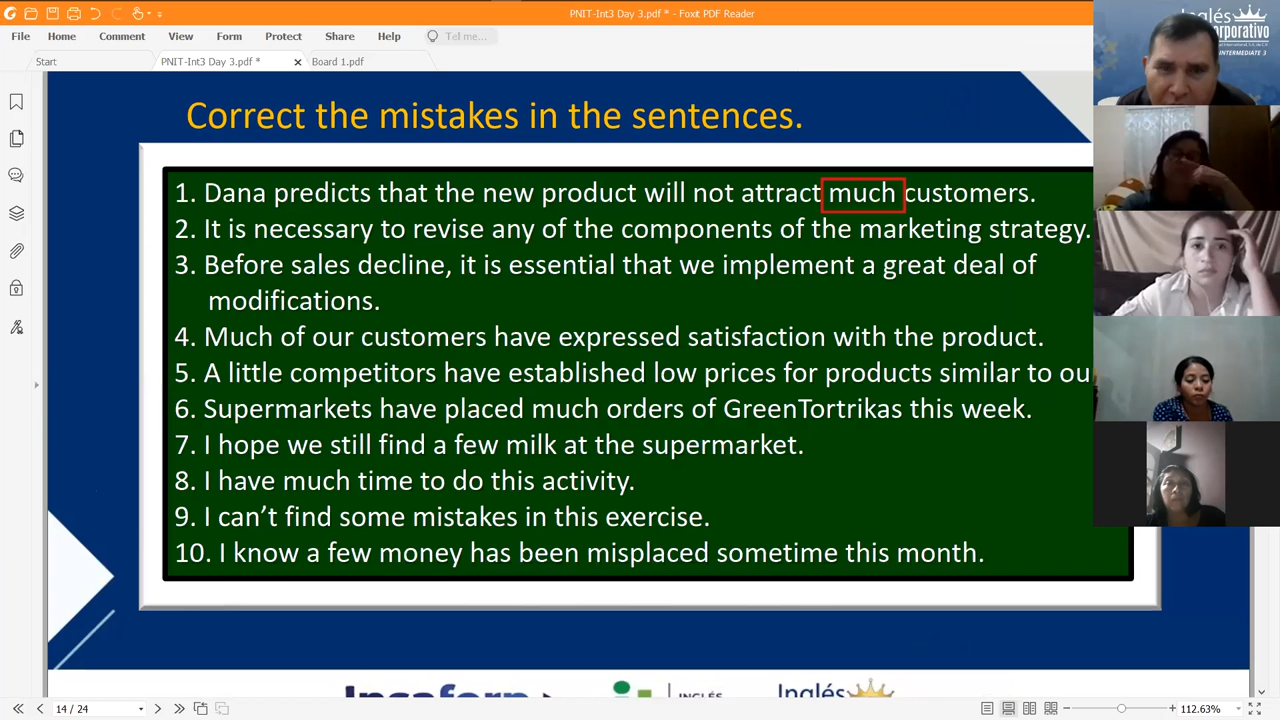 PNIT-Int3 Day 3.pdf * - Foxit PDF Reader
File Home Comment View Form Protect Share Help Tell me...
Start PNIT-Int3 Day 3.pdf * Board 1.pdf
Inglés
INTERMEDIATE 3
Correct the mistakes in the sentences.
1. Dana predicts that the new product will not attract much customers.
2. It is necessary to revise any of the components of the marketing strategy.
3. Before sales decline, it is essential that we implement a great deal of
modifications.
4. Much of our customers have expressed satisfaction with the product.
5. A little competitors have established low prices for products similar to ou
6. Supermarkets have placed much orders of GreenTortrikas this week.
7. I hope we still find a few milk at the supermarket.
8. I have much time to do this activity.
9. I can’t find some mistakes in this exercise.
10. I know a few money has been misplaced sometime this month.
INGLÉS
Inglés
14 / 24
112.63%